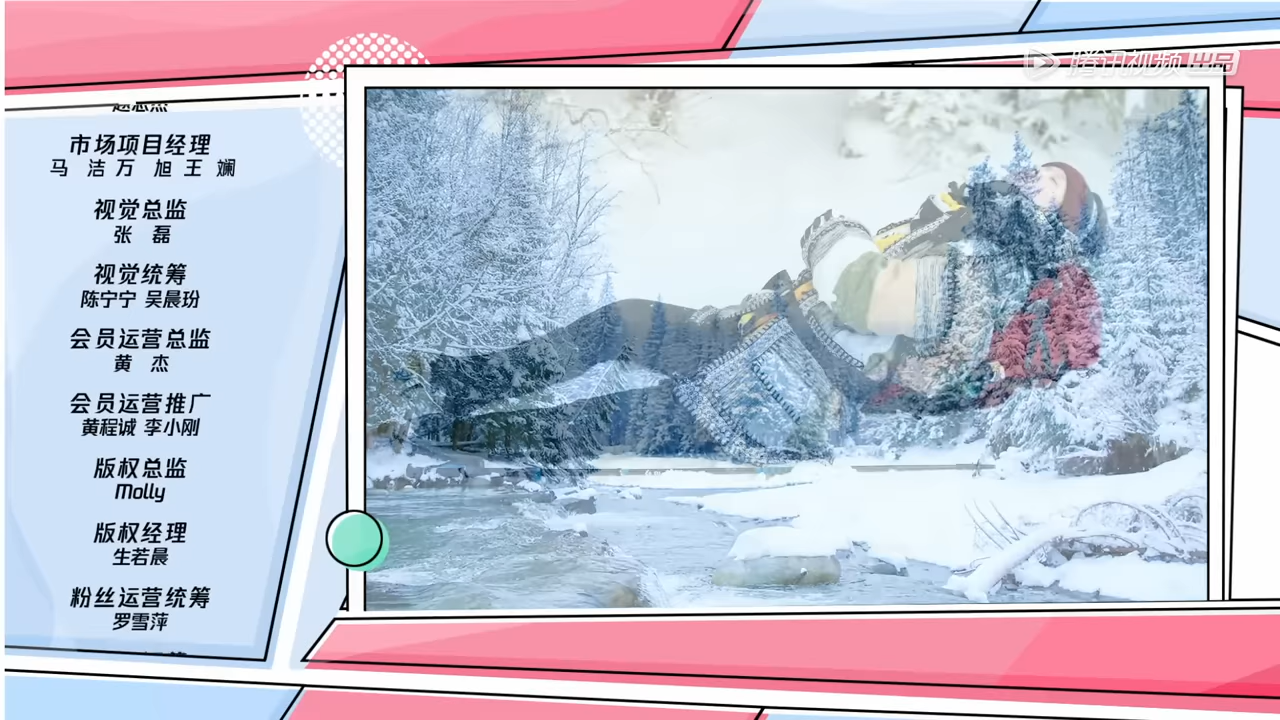 腾讯视频 出品
市场项目经理
马 洁 万 旭 王 斓
视觉总监
张 磊
视觉统筹
陈宁宁 吴晨玢
会员运营总监
黄 杰
会员运营推广
黄程诚 李小刚
版权总监
Molly
版权经理
生若晨
粉丝运营统筹
罗雪萍